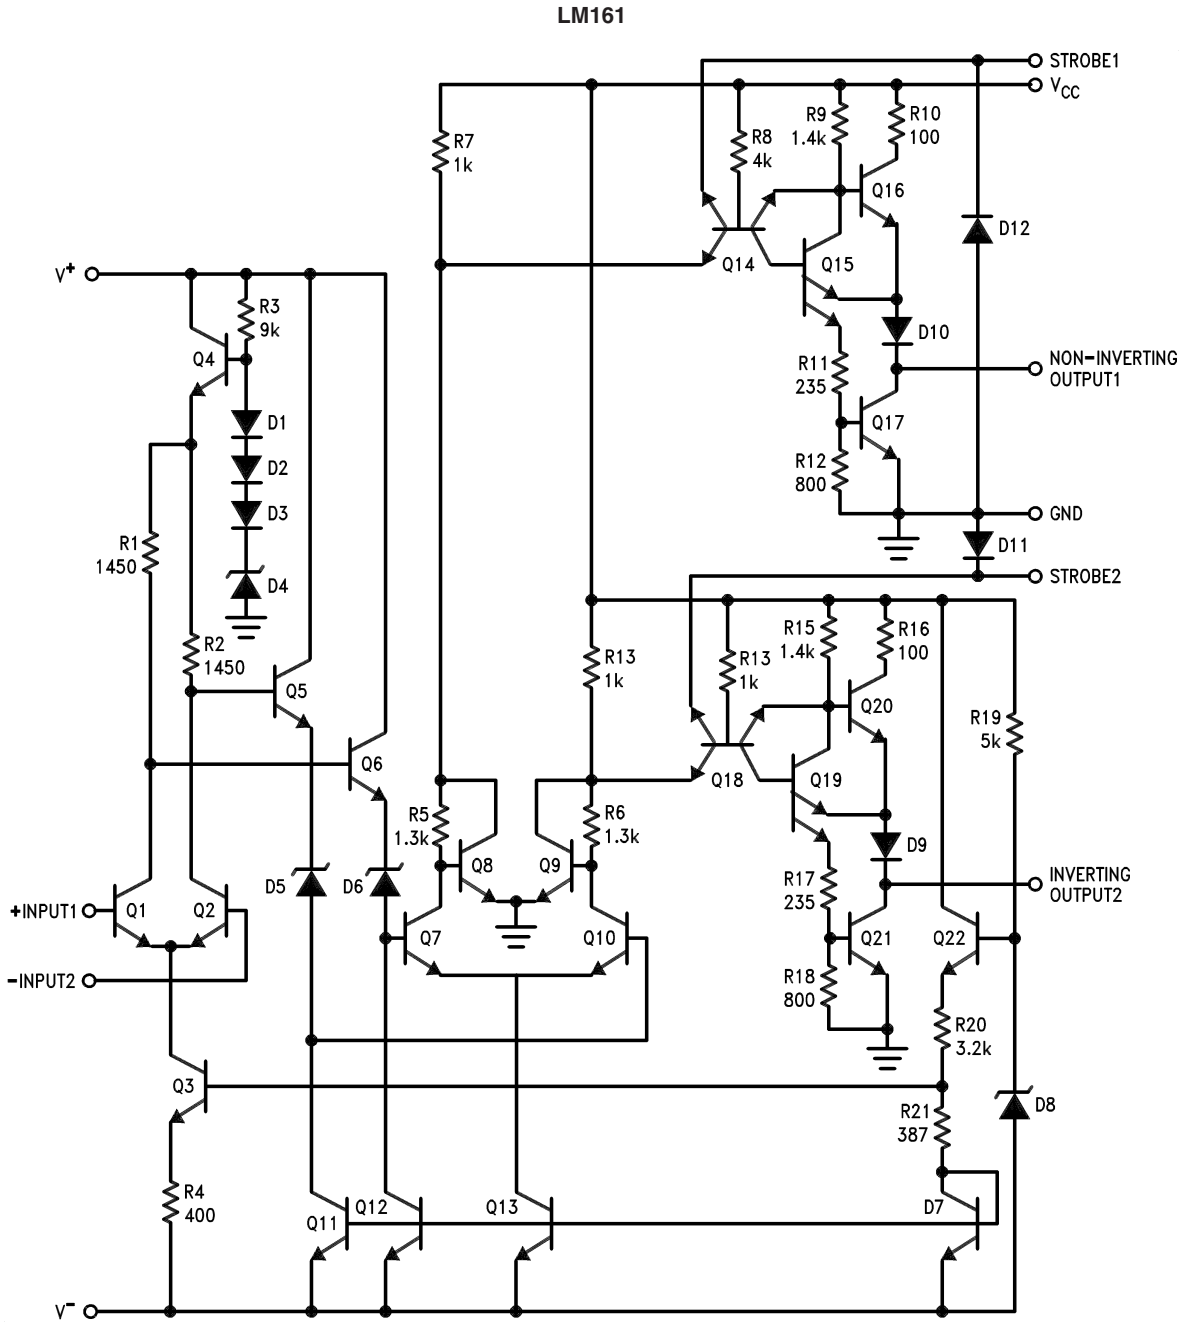 LM161
STROBE1
VCC
R7
1k
R8
4k
R9
1.4k
R10
100
Q16
Q14
Q15
D12
V+
R3
9k
Q4
D10
NON-INVERTING
OUTPUT1
R11
235
D1
Q17
D2
R12
800
D3
GND
R1
1450
D11
D4
STROBE2
R2
1450
R13
1k
R13
1k
R15
1.4k
R16
100
Q5
Q20
R19
5k
Q6
Q18
Q19
R5
1.3k
R6
1.3k
D9
Q8
Q9
INVERTING
OUTPUT2
D5
D6
R17
235
+INPUT1
Q1
Q2
Q7
Q10
Q21
Q22
-INPUT2
R18
800
R20
3.2k
Q3
R21
387
D8
R4
400
Q11
Q12
Q13
D7
V-